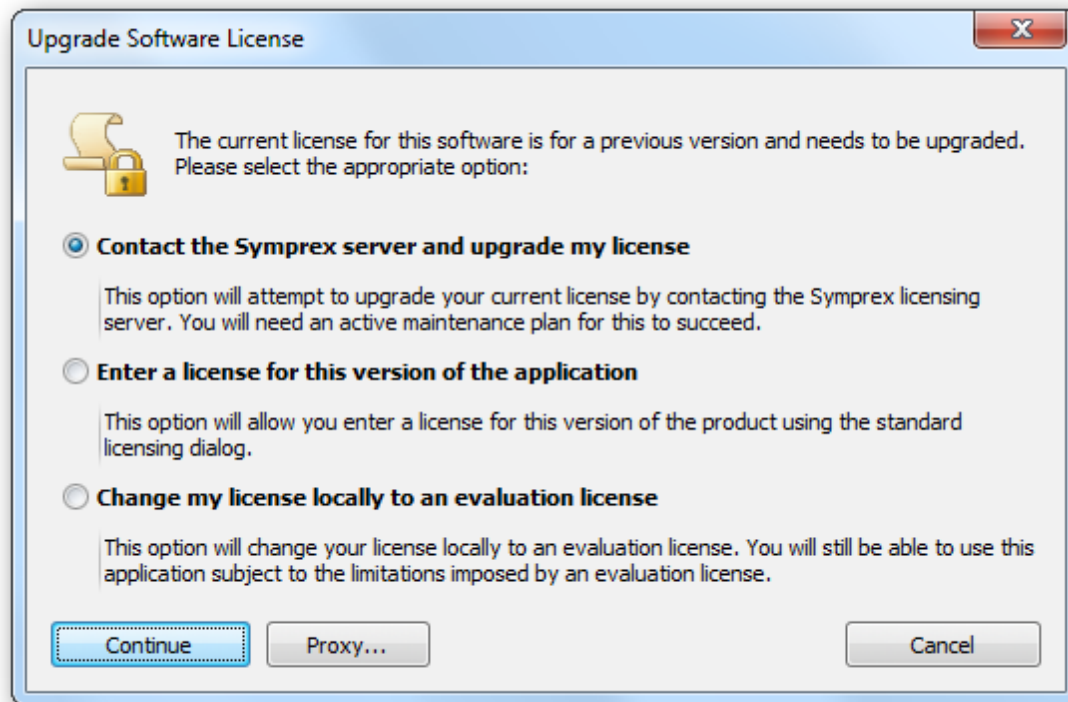 Upgrade Software License
The current license for this software is for a previous version and needs to be upgraded.
Please select the appropriate option:
Contact the Symprex server and upgrade my license
This option will attempt to upgrade your current license by contacting the Symprex licensing
server. You will need an active maintenance plan for this to succeed.
Enter a license for this version of the application
This option will allow you enter a license for this version of the product using the standard
licensing dialog.
Change my license locally to an evaluation license
This option will change your license locally to an evaluation license. You will still be able to use this
application subject to the limitations imposed by an evaluation license.
Continue Proxy... Cancel